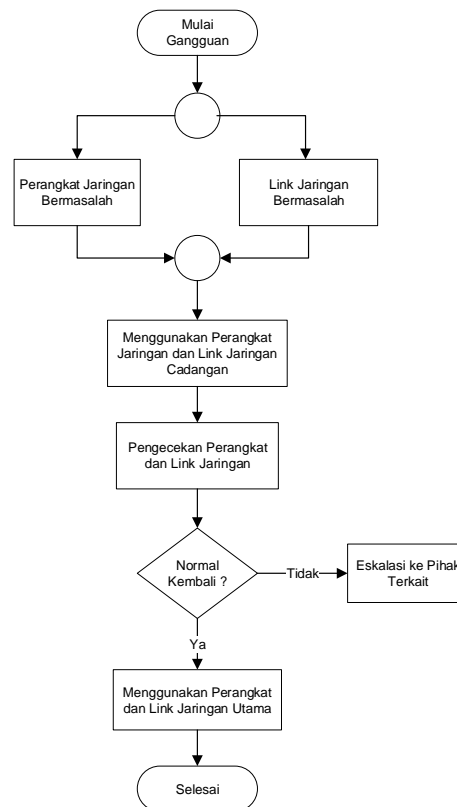 Mulai
Gangguan
Perangkat Jaringan
Bermasalah
Link Jaringan
Bermasalah
Menggunakan Perangkat
Jaringan dan Link Jaringan
Cadangan
Pengecekan Perangkat
dan Link Jaringan
Normal
Kembali ?
Tidak
Eskalasi ke Pihak
Terkait
Ya
Menggunakan Perangkat
dan Link Jaringan Utama
Selesai